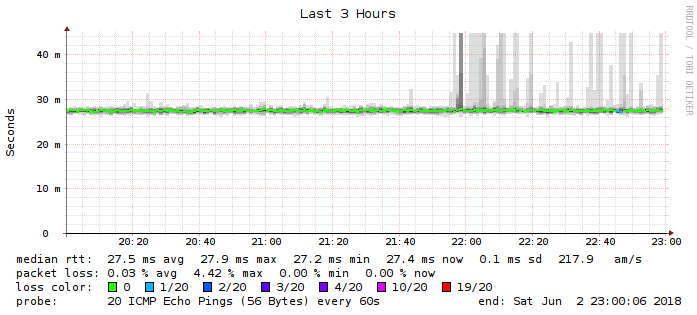 Last 3 Hours
RRDTOOL / TOBI OETIKER
Seconds
40 m
30 m
20 m
10 m
0
20:20 20:40 21:00 21:20 21:40 22:00 22:20 22:40 23:00
median rtt: 27.5 ms avg 27.9 ms max 27.2 ms min 27.4 ms now 0.1 ms sd 217.9 am/s
packet loss: 0.03 % avg 4.42 % max 0.00 % min 0.00 % now
loss color: 0 1/20 2/20 3/20 4/20 10/20 19/20
probe: 20 ICMP Echo Pings (56 Bytes) every 60s end: Sat Jun 2 23:00:06 2018